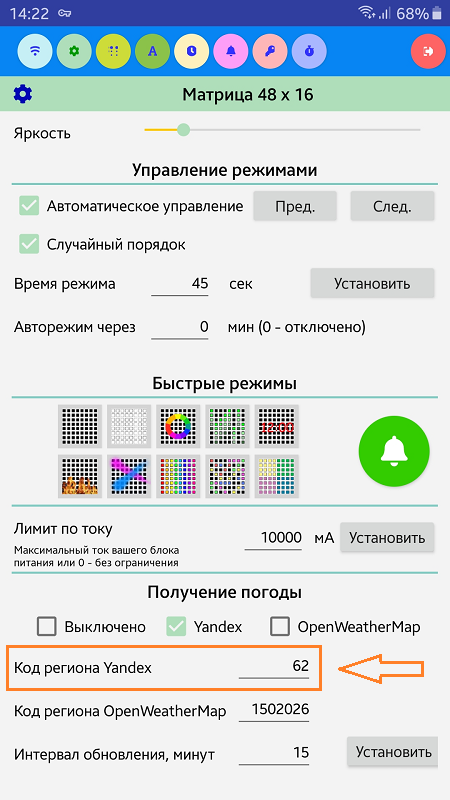 14:22 68%
A
Матрица 48 x 16
Яркость
Управление режимами
Автоматическое управление Пред. След.
Случайный порядок
Время режима 45 сек Установить
Авторежим через 0 мин (0 - отключено)
Быстрые режимы
12:00
Лимит по току 10000 мА Установить
Максимальный ток вашего блока
питания или 0 - без ограничения
Получение погоды
Выключено Yandex OpenWeatherMap
Код региона Yandex 62
Код региона OpenWeatherMap 1502026
Интервал обновления, минут 15 Установить